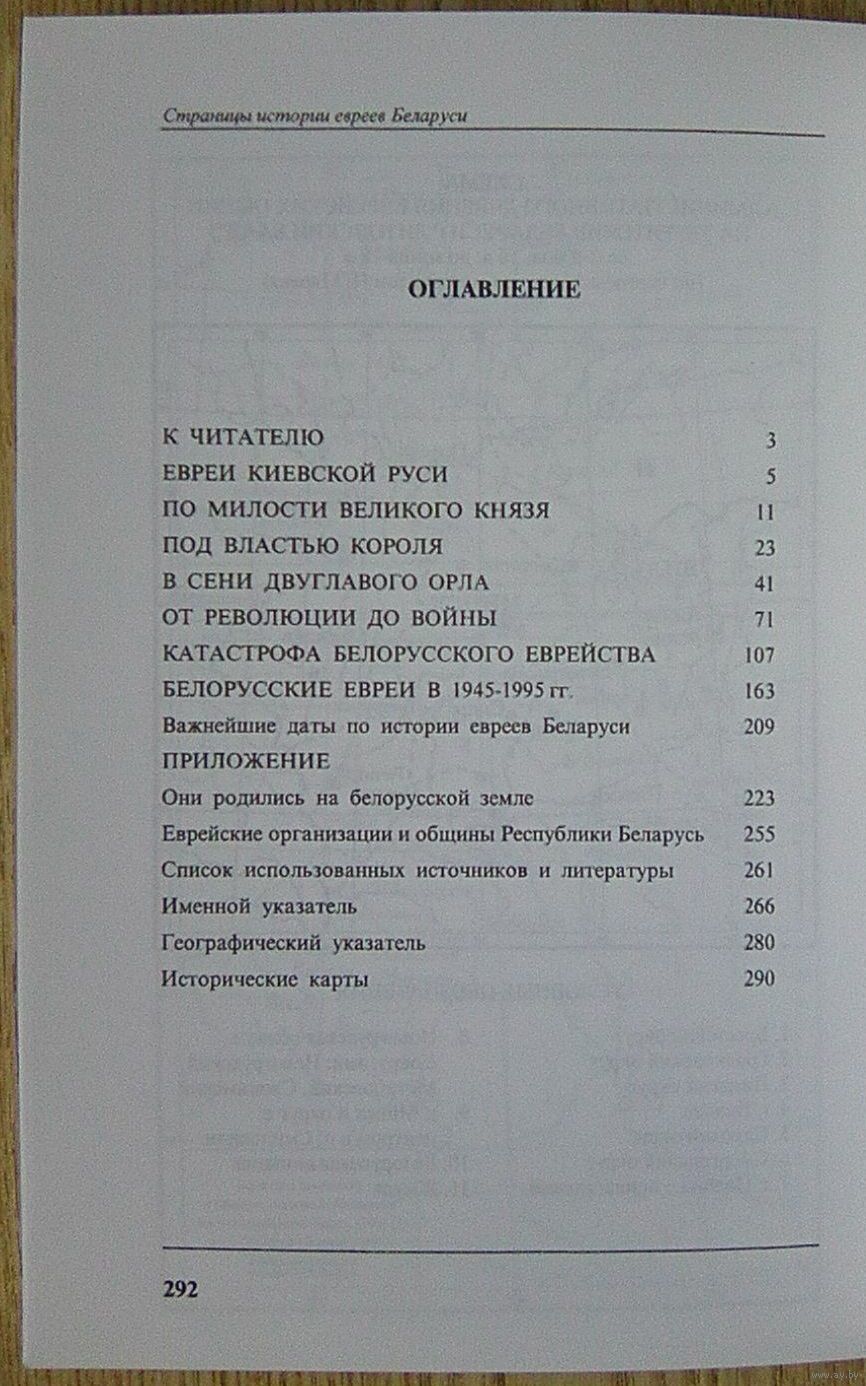 Страницы истории евреев Беларуси
ОГЛАВЛЕНИЕ
К ЧИТАТЕЛЮ 3
ЕВРЕИ КИЕВСКОЙ РУСИ 5
ПО МИЛОСТИ ВЕЛИКОГО КНЯЗЯ 11
ПОД ВЛАСТЬЮ КОРОЛЯ 23
В СЕНИ ДВУГЛАВОГО ОРЛА 41
ОТ РЕВОЛЮЦИИ ДО ВОЙНЫ 71
КАТАСТРОФА БЕЛОРУССКОГО ЕВРЕЙСТВА 107
БЕЛОРУССКИЕ ЕВРЕИ В 1945-1995 гг. 163
Важнейшие даты по истории евреев Беларуси 209
ПРИЛОЖЕНИЕ
Они родились на белорусской земле 223
Еврейские организации и общины Республики Беларусь 255
Список использованных источников и литературы 261
Именной указатель 266
Географический указатель 280
Исторические карты 290
292
www.ay.by